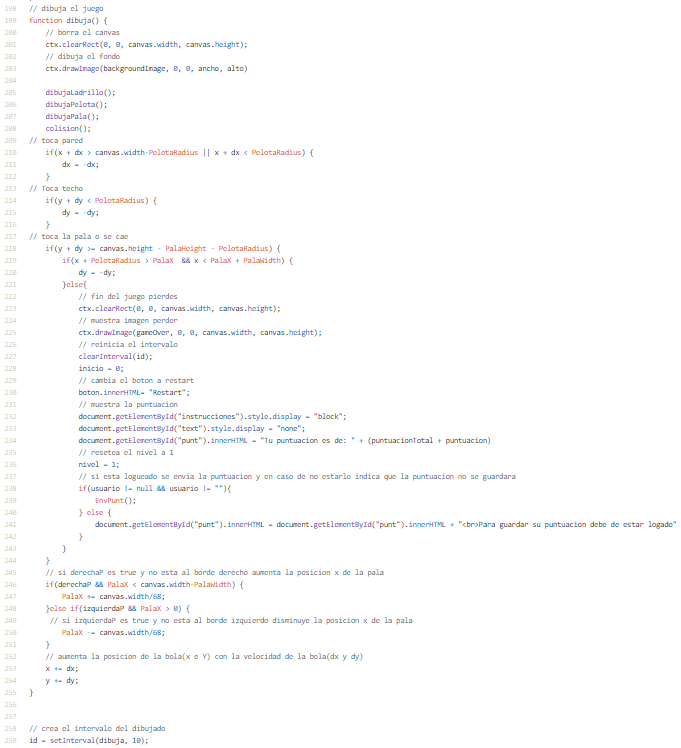 198 // dibuja el juego
199 function dibuja() {
200     // borra el canvas
201     ctx.clearRect(0, 0, canvas.width, canvas.height);
202     // dibuja el fondo
203     ctx.drawImage(backgroundImage, 0, 0, ancho, alto)
204
205     dibujaLadrillo();
206     dibujaPelota();
207     dibujaPala();
208     colision();
209 // toca pared
210     if(x + dx > canvas.width-PelotaRadius || x + dx < PelotaRadius) {
211         dx = -dx;
212     }
213 // Toca techo
214     if(y + dy < PelotaRadius) {
215         dy = -dy;
216     }
217 // toca la pala o se cae
218     if(y + dy >= canvas.height - PalaHeight - PelotaRadius) {
219         if(x + PelotaRadius > PalaX  && x < PalaX + PalaWidth) {
220             dy = -dy;
221         }else{
222             // fin del juego pierdes
223             ctx.clearRect(0, 0, canvas.width, canvas.height);
224             // muestra imagen perder
225             ctx.drawImage(gameOver, 0, 0, canvas.width, canvas.height);
226             // reinicia el intervalo
227             clearInterval(id);
228             inicio = 0;
229             // cambia el boton a restart
230             boton.innerHTML= "Restart";
231             // muestra la puntuacion
232             document.getElementById("instrucciones").style.display = "block";
233             document.getElementById("text").style.display = "none";
234             document.getElementById("punt").innerHTML = "Tu puntuacion es de: " + (puntuacionTotal + puntuacion)
235             // resetea el nivel a 1
236             nivel = 1;
237             // si esta logueado se envia la puntuacion y en caso de no estarlo indica que la puntuacion no se guardara
238             if(usuario != null && usuario != ""){
239                 EnvPunt();
240             } else {
241                 document.getElementById("punt").innerHTML = document.getElementById("punt").innerHTML + "<br>Para guardar su puntuacion debe de estar logado"
242             }
243         }
244     }
245     // si derechaP es true y no esta al borde derecho aumenta la posicion x de la pala
246     if(derechaP && PalaX < canvas.width-PalaWidth) {
247         PalaX += canvas.width/68;
248     }else if(izquierdaP && PalaX > 0) {
249      // si izquierdaP es true y no esta al borde izquierdo disminuye la posicion x de la pala
250         PalaX -= canvas.width/68;
251     }
252     // aumenta la posicion de la bola(x e Y) con la velocidad de la bola(dx y dy)
253     x += dx;
254     y += dy;
255 }
256
257
258 // crea el intervalo del dibujado
259 id = setInterval(dibuja, 10);